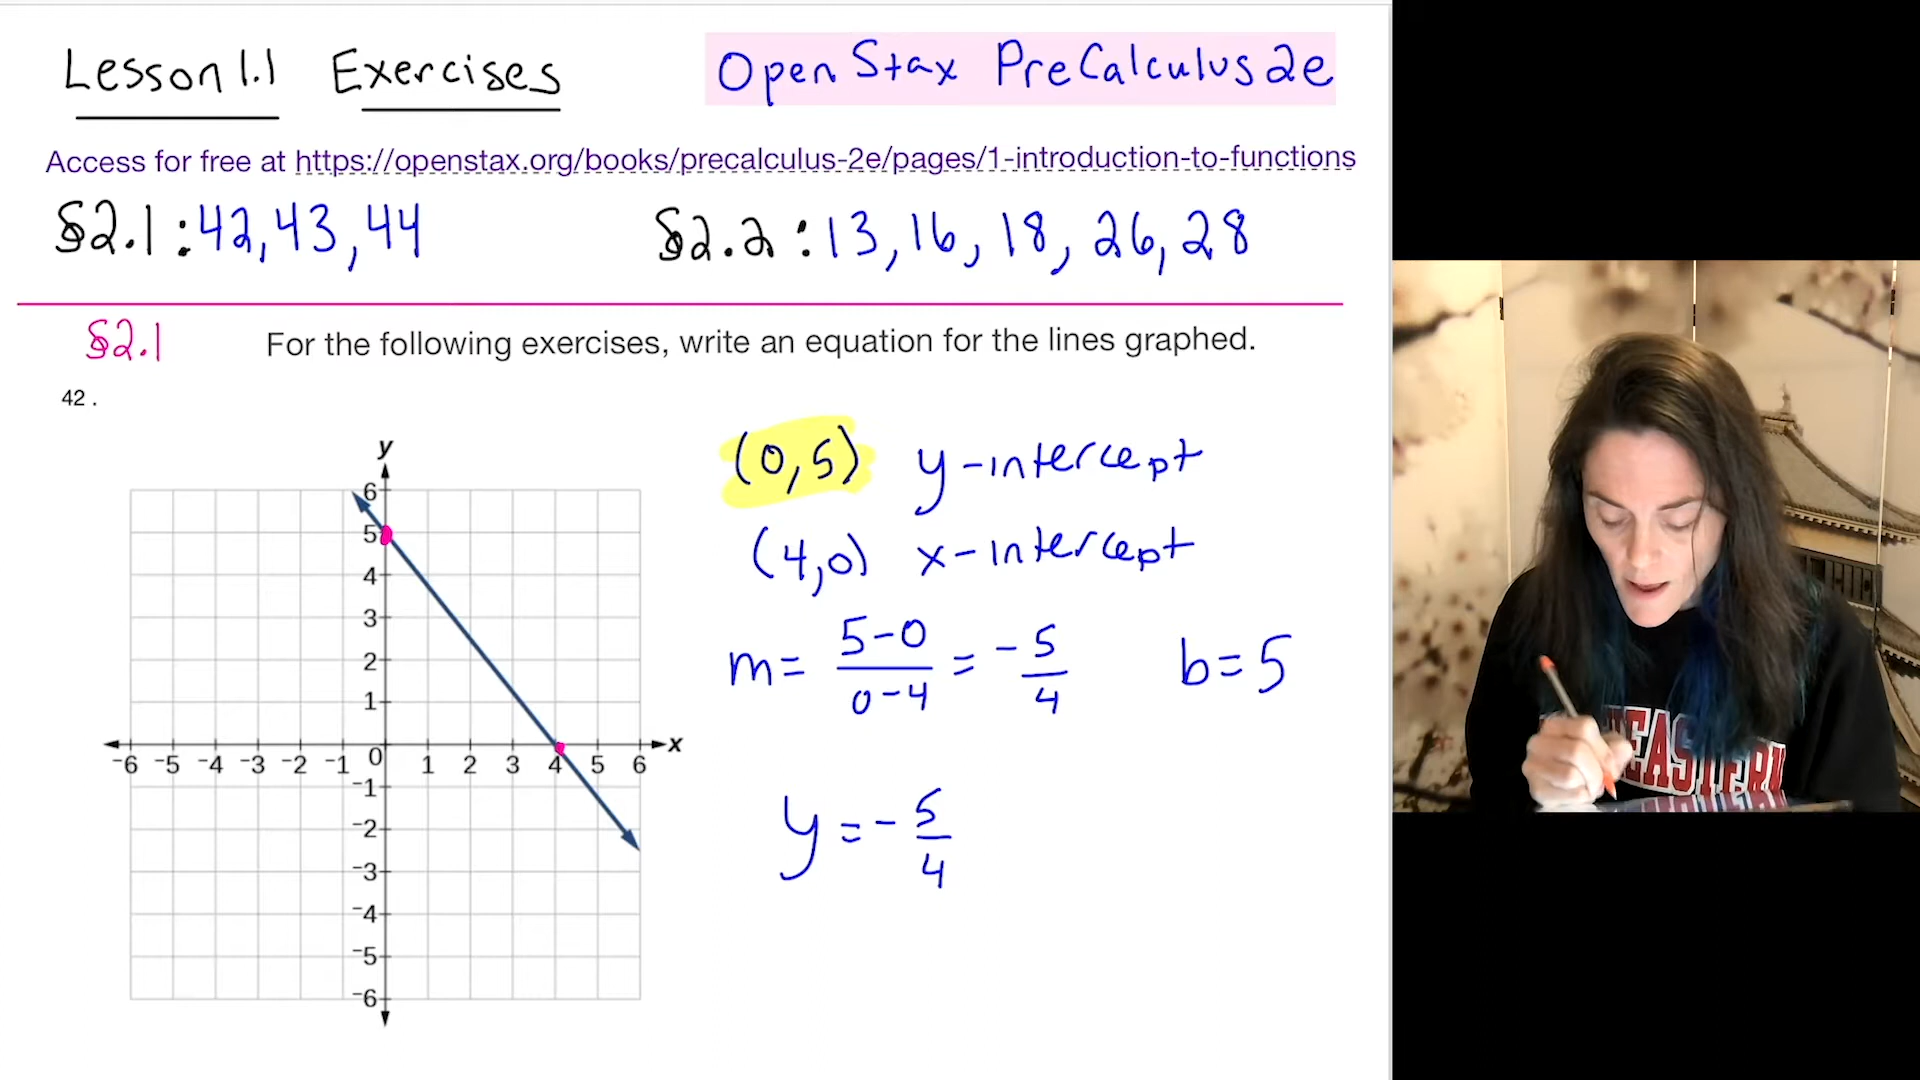 Lesson 1.1 Exercises
OpenStax PreCalculus 2e
Access for free at https://openstax.org/books/precalculus-2e/pages/1-introduction-to-functions
§2.1: 42, 43, 44
§2.2: 13, 16, 18, 26, 28
§2.1 For the following exercises, write an equation for the lines graphed.
42.
y
6
5
4
3
2
1
-6 -5 -4 -3 -2 -1 0 1 2 3 4 5 6 x
-1
-2
-3
-4
-5
-6
(0,5) y-intercept
(4,0) x-intercept
m = 5-0 / 0-4 = -5/4 b=5
y = -5/4